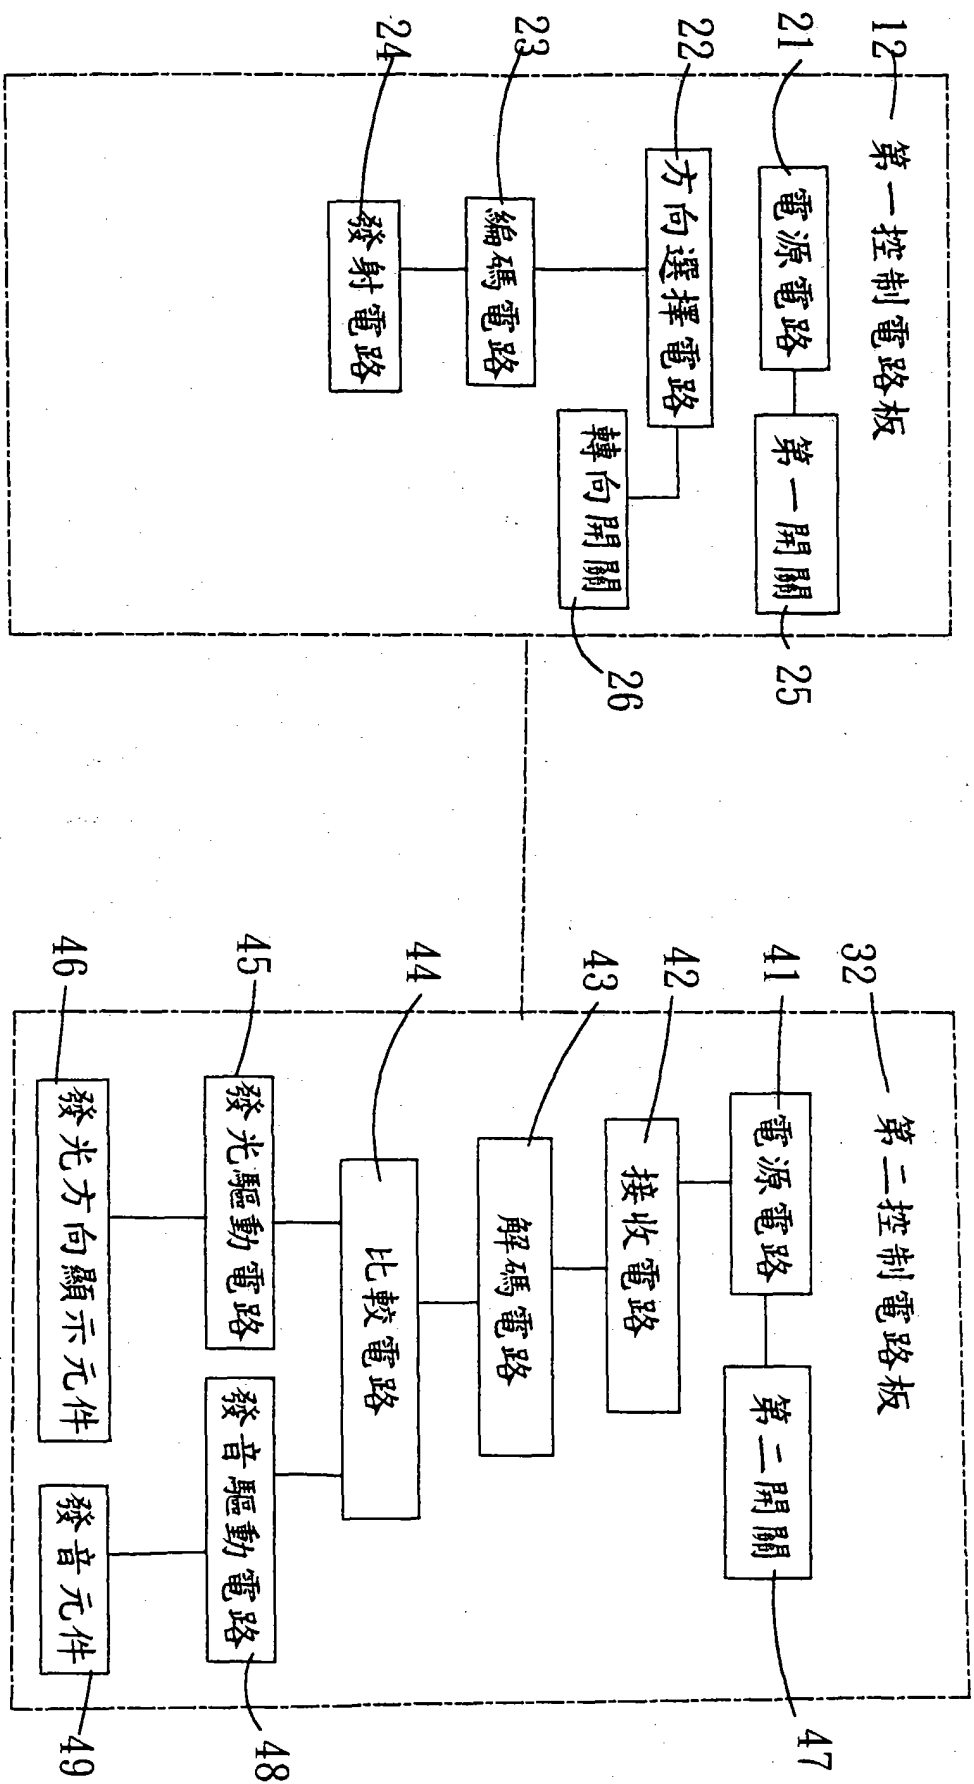 12 第一控制電路板
21 電源電路
第一開關 25
22 方向選擇電路
轉向開關 26
23 編碼電路
24 發射電路
32 第二控制電路板
41 電源電路
第二開關 47
42 接收電路
43 解碼電路
44 比較電路
45 發光驅動電路
發音驅動電路 48
46 發光方向顯示元件
發音元件 49